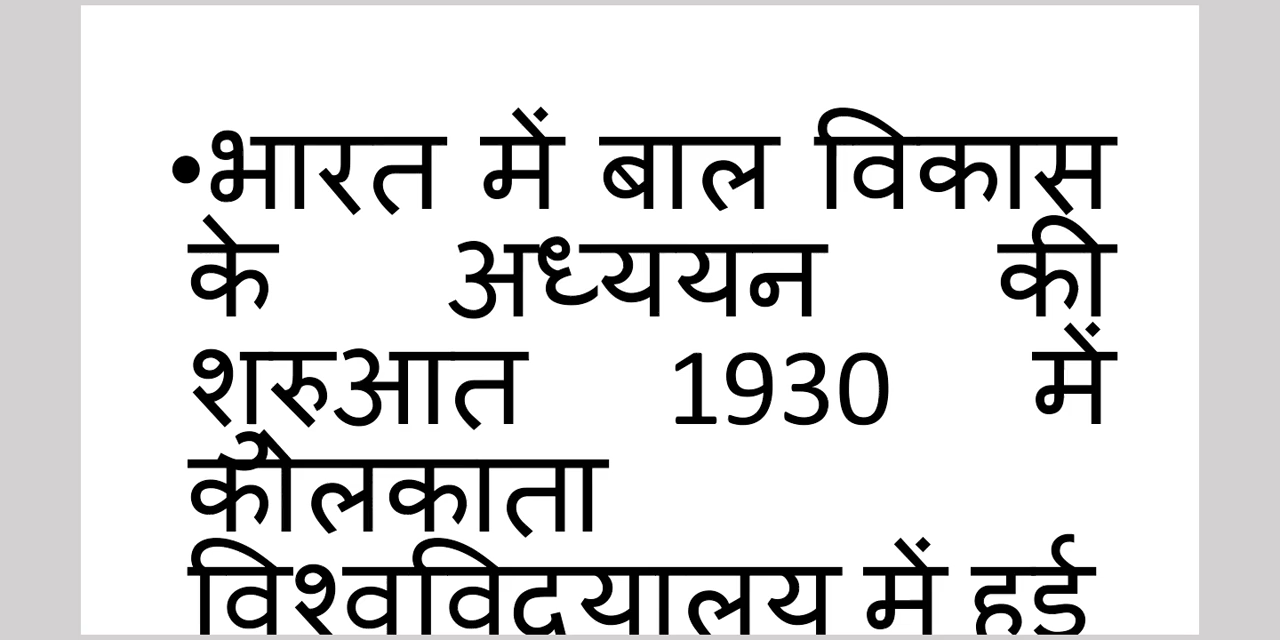 •भारत में बाल विकास
के अध्ययन की
शुरुआत 1930 में
कोलकाता
विश्वविद्यालय में हुई